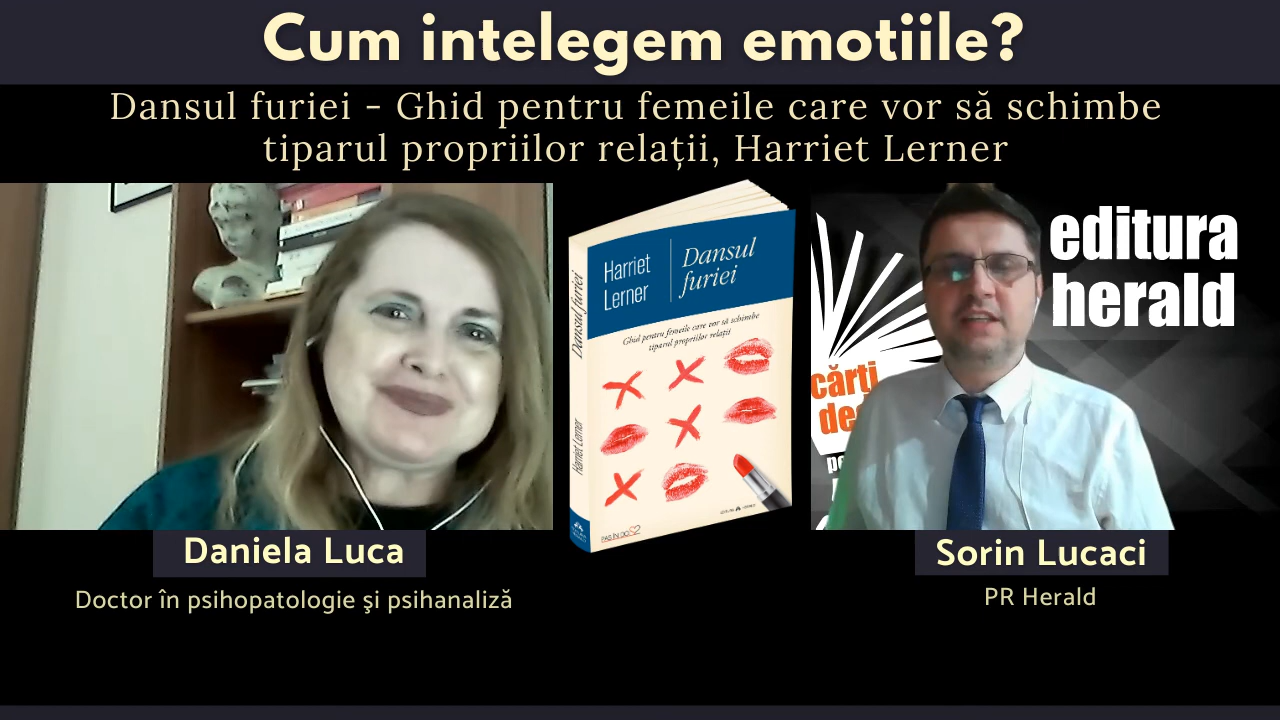 Cum intelegem emotiile?
Dansul furiei - Ghid pentru femeile care vor să schimbe
tiparul propriilor relații, Harriet Lerner
Dansul furiei
Harriet Lerner
Harriet
Lerner
Dansul
furiei
Ghid pentru femeile care vor să schimbe
tiparul propriilor relații
editura
herald
cărți
Daniela Luca
Doctor în psihopatologie şi psihanaliză
Sorin Lucaci
PR Herald